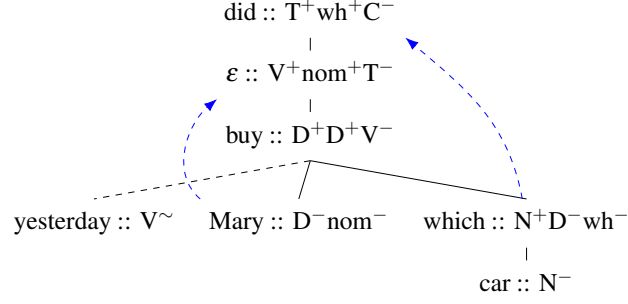 did :: T⁺wh⁺C⁻
ε :: V⁺nom⁺T⁻
buy :: D⁺D⁺V⁻
yesterday :: V~ Mary :: D⁻nom⁻ which :: N⁺D⁻wh⁻
car :: N⁻